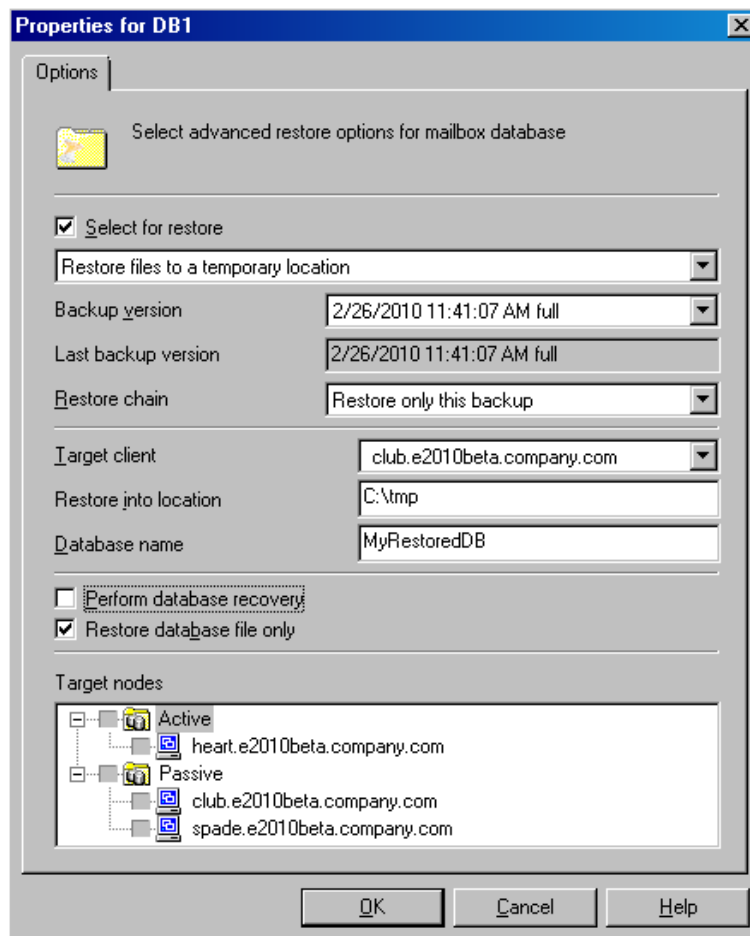 Properties for DB1
Options
Select advanced restore options for mailbox database
Select for restore
Restore files to a temporary location
Backup version 2/26/2010 11:41:07 AM full
Last backup version 2/26/2010 11:41:07 AM full
Restore chain Restore only this backup
Target client club.e2010beta.company.com
Restore into location C:\tmp
Database name MyRestoredDB
Perform database recovery
Restore database file only
Target nodes
Active
heart.e2010beta.company.com
Passive
club.e2010beta.company.com
spade.e2010beta.company.com
OK Cancel Help